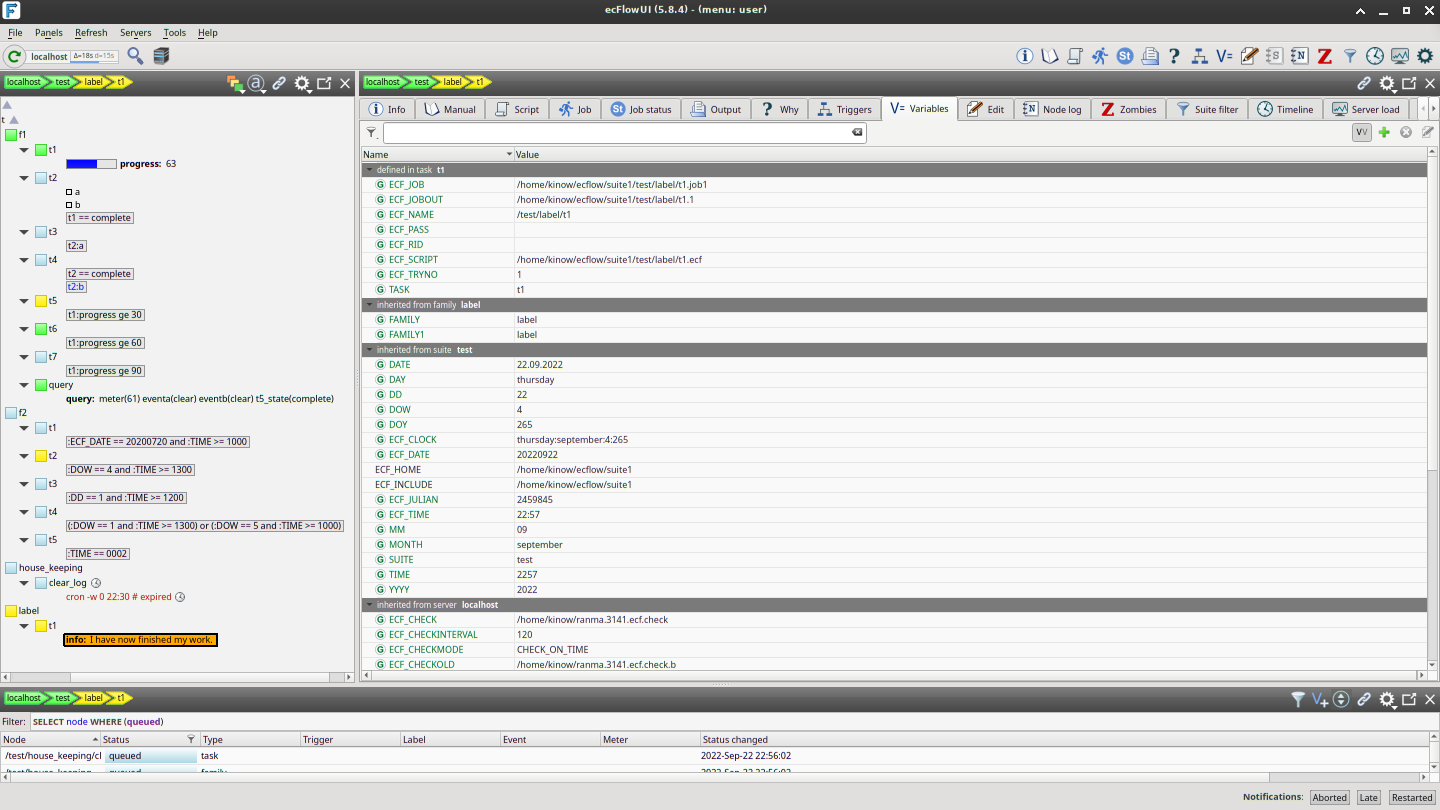 ecFlowUI (5.8.4) - (menu: user)
File Panels Refresh Servers Tools Help
localhost Δ=18s d=15s
localhost test label t1
t
f1
t1
progress: 63
t2
a
b
t1 == complete
t3
t2:a
t4
t2 == complete
t2:b
t5
t1:progress ge 30
t6
t1:progress ge 60
t7
t1:progress ge 90
query
query: meter(61) eventa(clear) eventb(clear) t5_state(complete)
f2
t1
:ECF_DATE == 20200720 and :TIME >= 1000
t2
:DOW == 4 and :TIME >= 1300
t3
:DD == 1 and :TIME >= 1200
t4
(:DOW == 1 and :TIME >= 1300) or (:DOW == 5 and :TIME >= 1000)
t5
:TIME == 0002
house_keeping
clear_log
cron -w 0 22:30 # expired
label
t1
info: I have now finished my work.
localhost test label t1
Info Manual Script Job Job status Output Why Triggers Variables Edit Node log Zombies Suite filter Timeline Server load
Name Value
defined in task t1
ECF_JOB /home/kinow/ecflow/suite1/test/label/t1.job1
ECF_JOBOUT /home/kinow/ecflow/suite1/test/label/t1.1
ECF_NAME /test/label/t1
ECF_PASS
ECF_RID
ECF_SCRIPT /home/kinow/ecflow/suite1/test/label/t1.ecf
ECF_TRYNO 1
TASK t1
inherited from family label
FAMILY label
FAMILY1 label
inherited from suite test
DATE 22.09.2022
DAY thursday
DD 22
DOW 4
DOY 265
ECF_CLOCK thursday:september:4:265
ECF_DATE 20220922
ECF_HOME /home/kinow/ecflow/suite1
ECF_INCLUDE /home/kinow/ecflow/suite1
ECF_JULIAN 2459845
ECF_TIME 22:57
MM 09
MONTH september
SUITE test
TIME 2257
YYYY 2022
inherited from server localhost
ECF_CHECK /home/kinow/ranma.3141.ecf.check
ECF_CHECKINTERVAL 120
ECF_CHECKMODE CHECK_ON_TIME
ECF_CHECKOLD /home/kinow/ranma.3141.ecf.check.b
localhost test label t1
Filter: SELECT node WHERE (queued)
Node Status Type Trigger Label Event Meter Status changed
/test/house_keeping/cl queued task 2022-Sep-22 22:56:02
/test/house_keeping queued family 2022-Sep-22 22:56:02
Notifications: Aborted Late Restarted